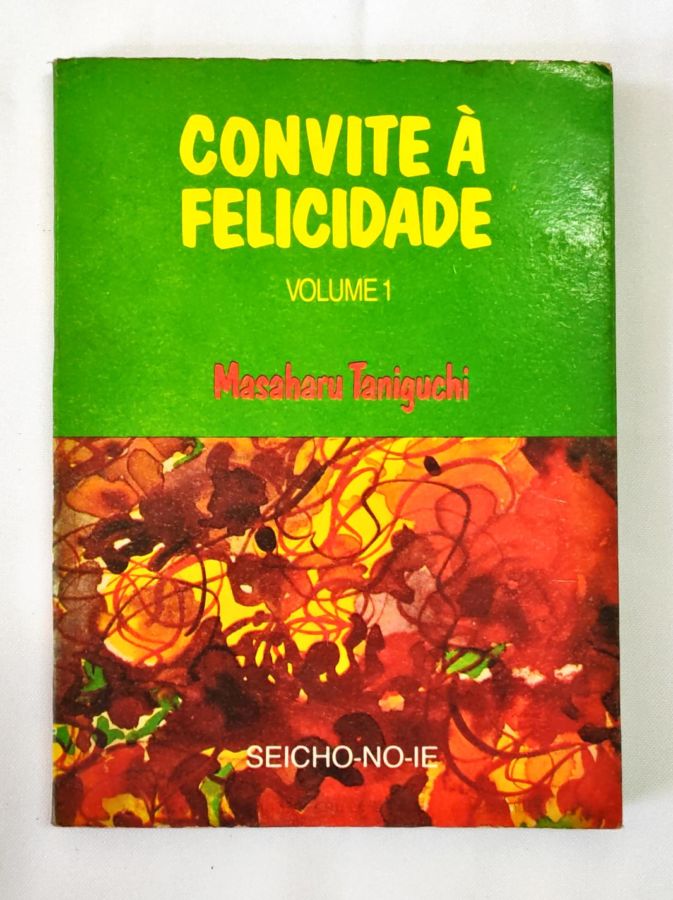 CONVITE À
FELICIDADE
VOLUME 1
Masaharu Taniguchi
SEICHO-NO-IE